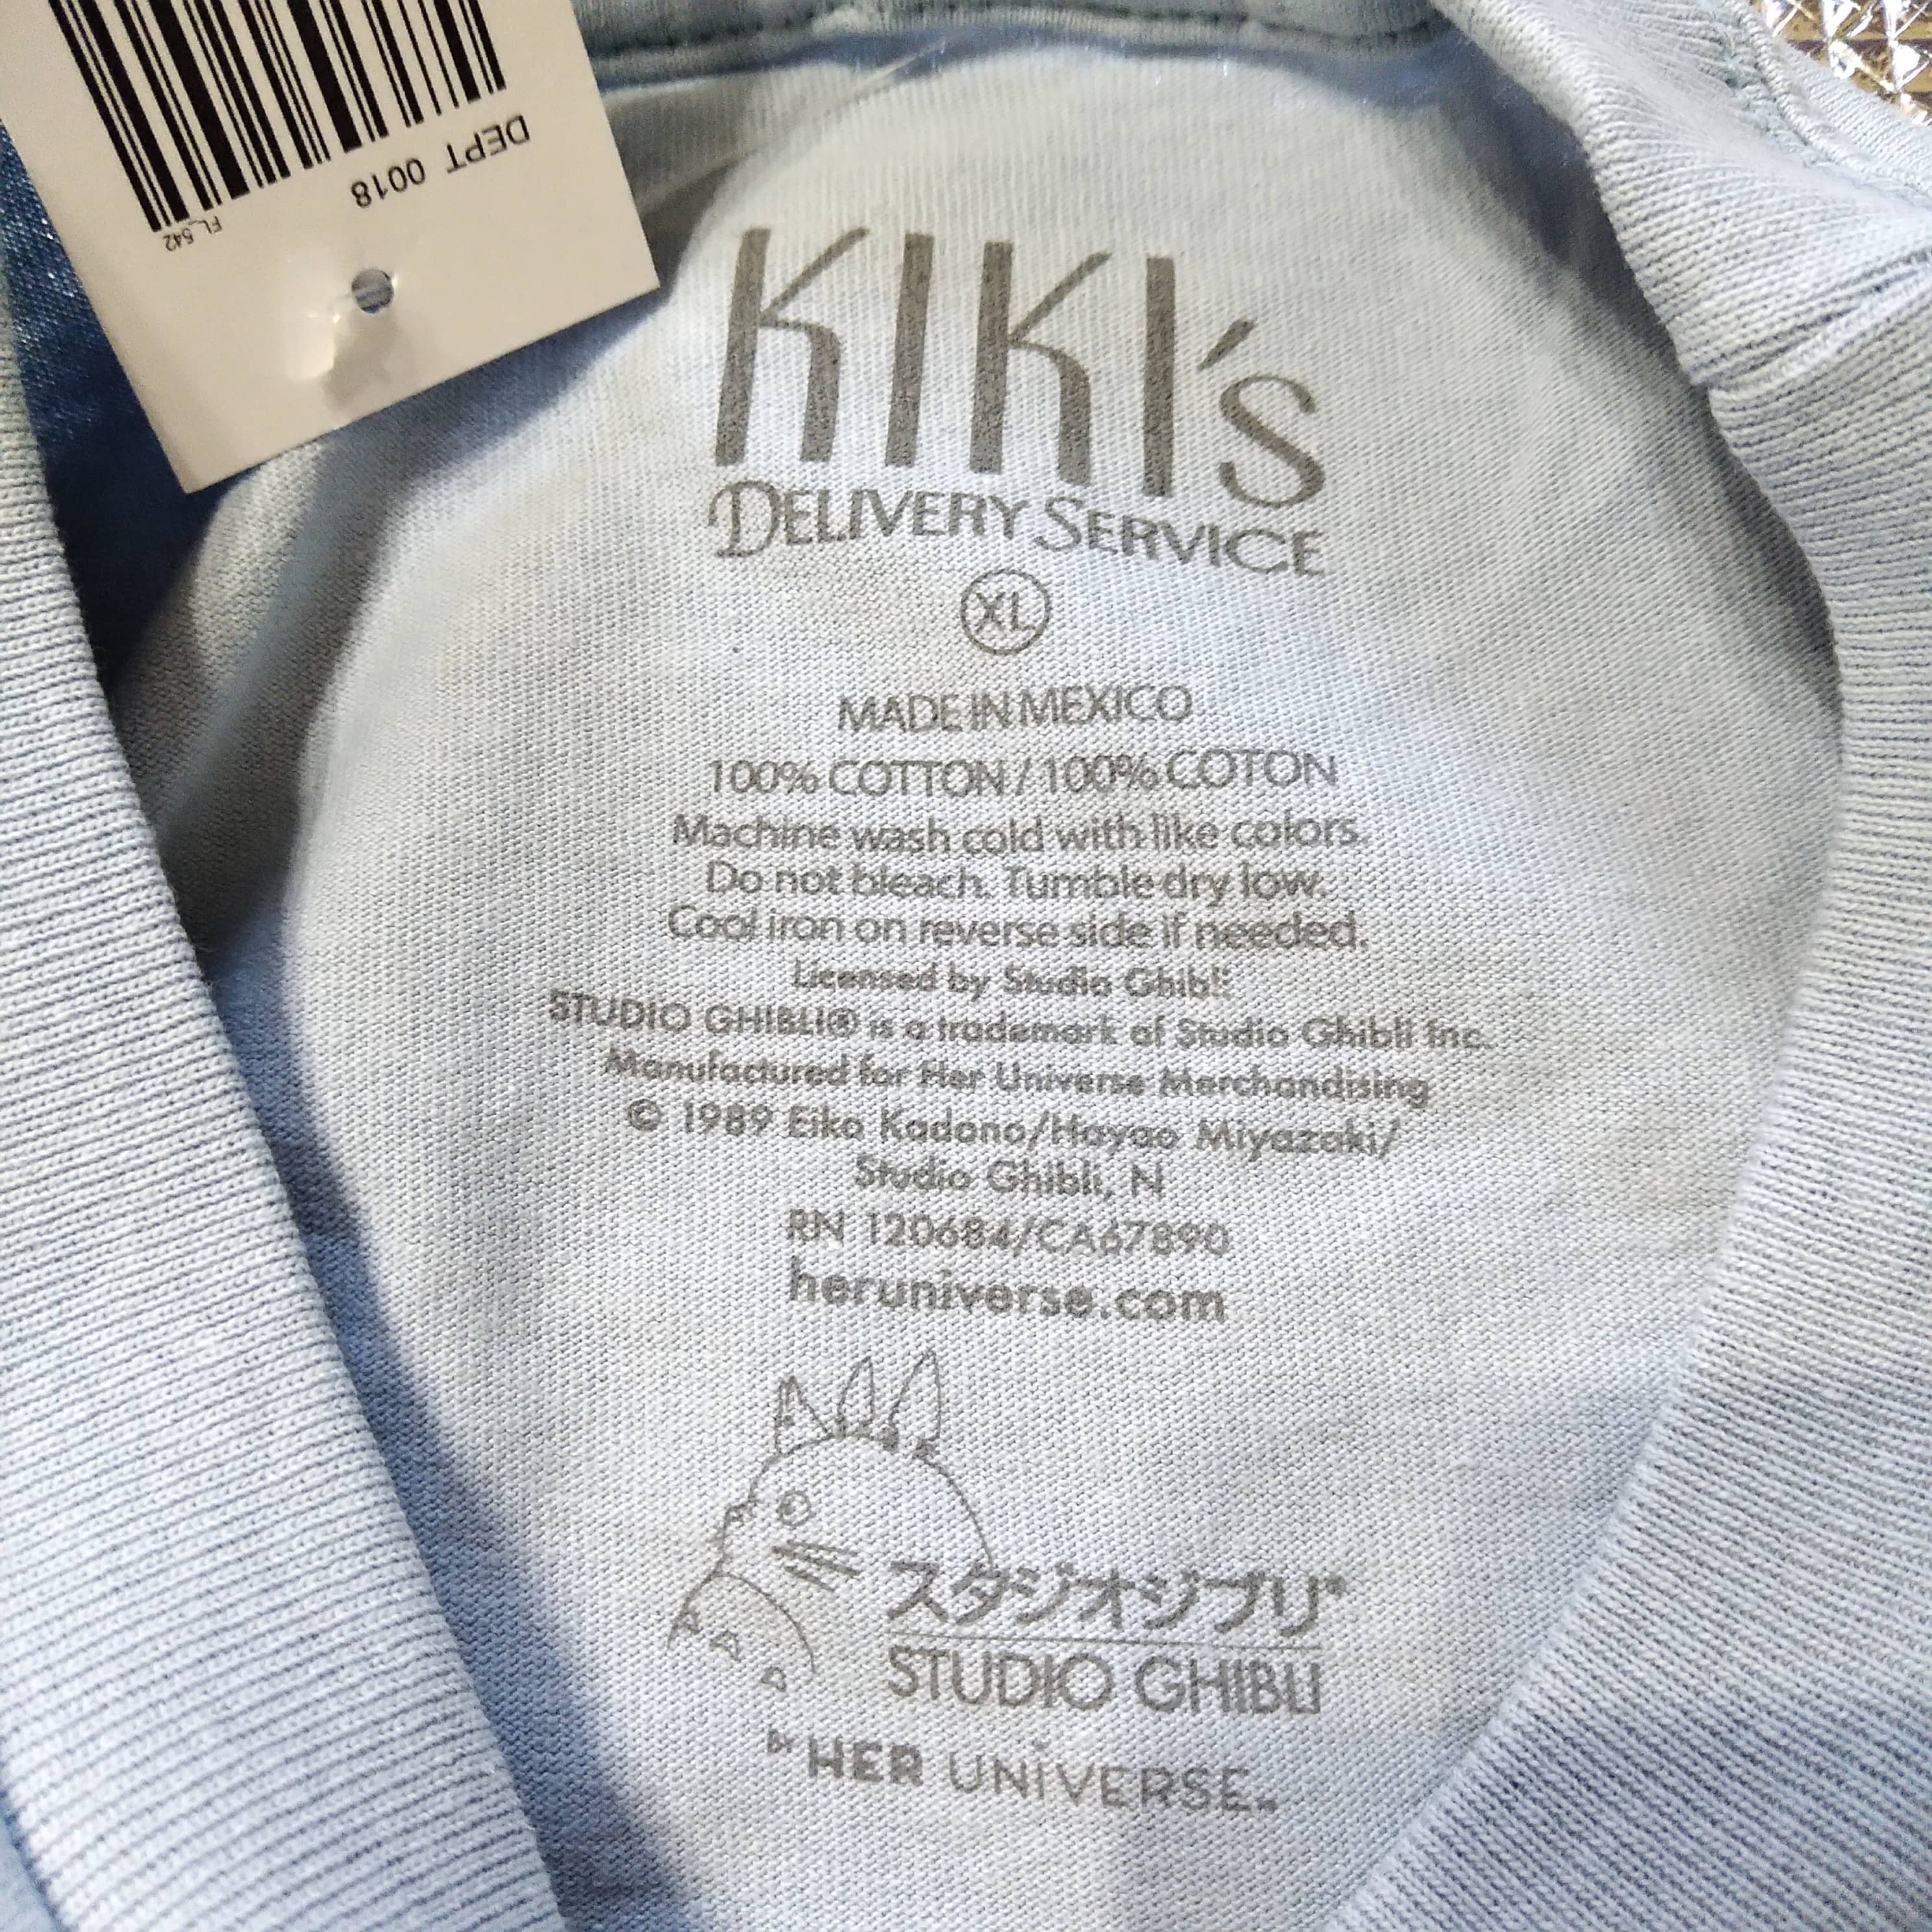 DEPT 0018
FL_542
KIKI's
DELIVERY SERVICE
XL
MADE IN MEXICO
100% COTTON / 100% COTON
Machine wash cold with like colors.
Do not bleach. Tumble dry low.
Cool iron on reverse side if needed.
Licensed by Studio Ghibli
STUDIO GHIBLI® is a trademark of Studio Ghibli Inc.
Manufactured for Her Universe Merchandising
© 1989 Eiko Kadono/Hayao Miyazaki/
Studio Ghibli, N
RN 120684/CA67890
heruniverse.com
スタジオジブリ®
STUDIO GHIBLI
BY HER UNIVERSE™